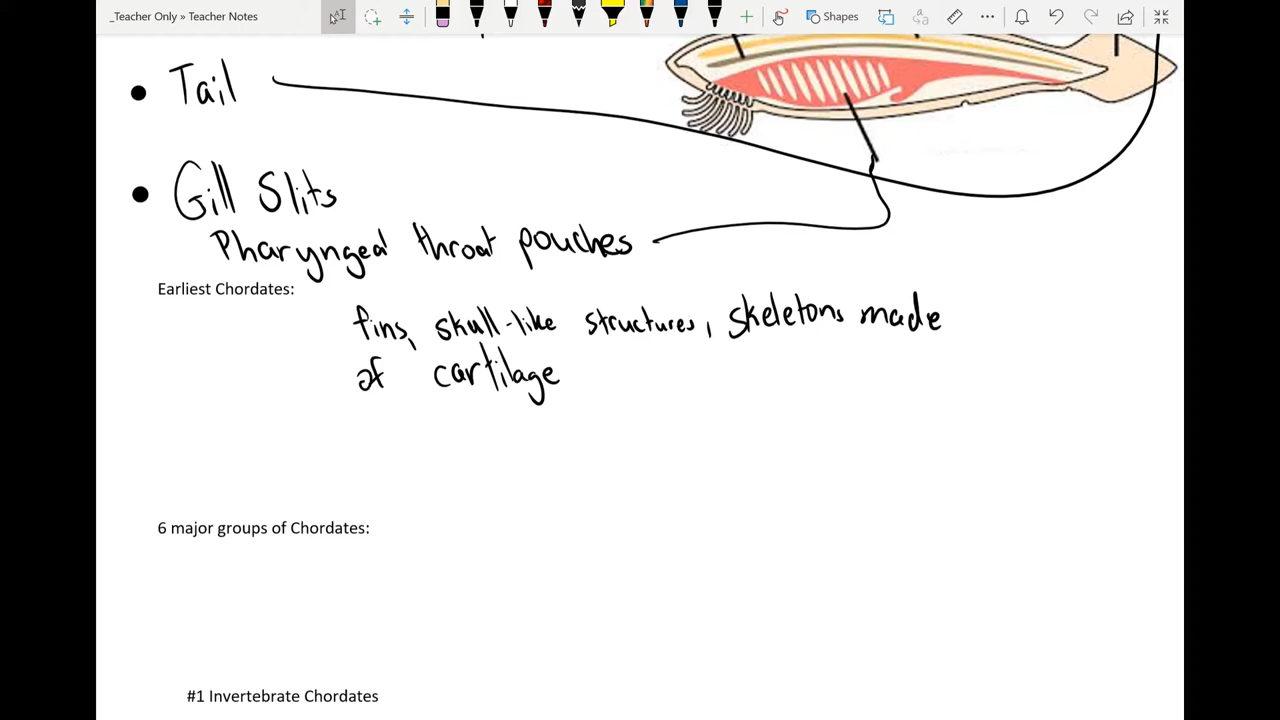 _Teacher Only » Teacher Notes
Shapes
• Tail
• Gill Slits
Pharyngeal throat pouches
Earliest Chordates:
fins, skull-like structures, skeletons made
of cartilage
6 major groups of Chordates:
#1 Invertebrate Chordates